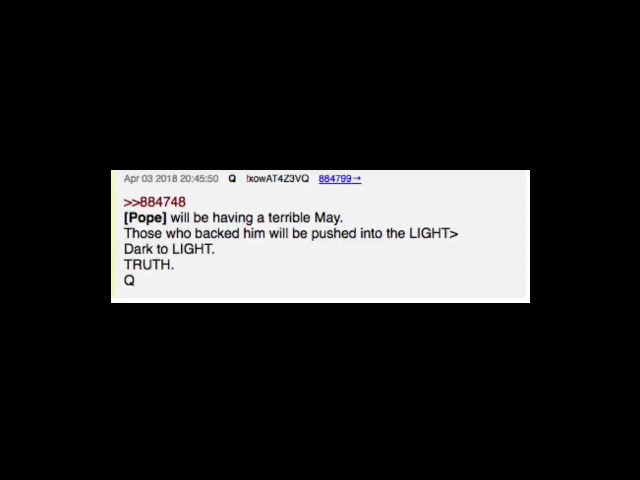 Apr 03 2018 20:45:50 Q !xowAT4Z3VQ 884799→
>>884748
[Pope] will be having a terrible May.
Those who backed him will be pushed into the LIGHT>
Dark to LIGHT.
TRUTH.
Q